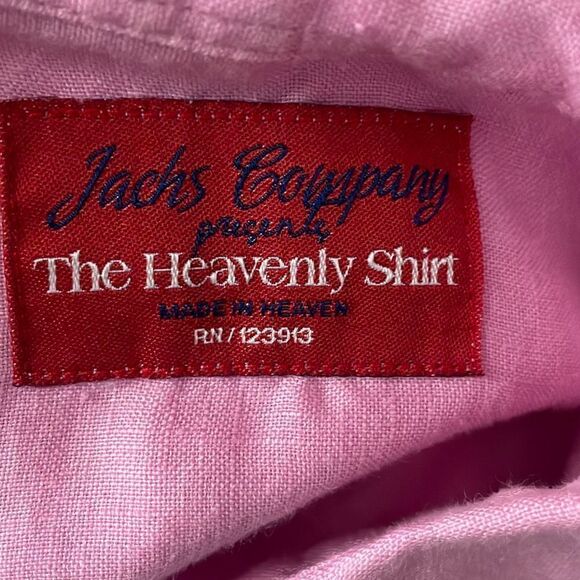 Jachs Company
presents
The Heavenly Shirt
MADE IN HEAVEN
RN/123913